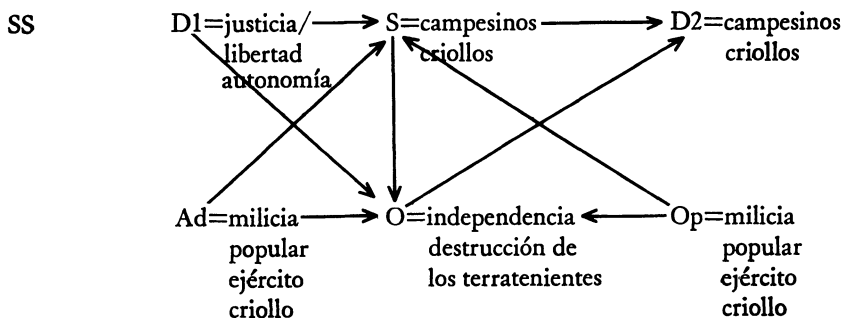 SS D1=justicia/ S=campesinos D2=campesinos
libertad criollos criollos
autonomía
Ad=milicia O=independencia Op=milicia
popular destrucción de popular
ejército los terratenientes ejército
criollo criollo